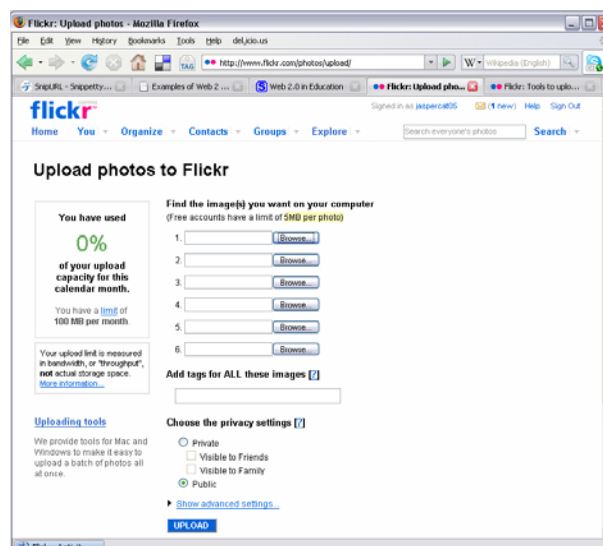 Flickr: Upload photos - Mozilla Firefox
File Edit View History Bookmarks Tools Help del.icio.us
TAG http://www.flickr.com/photos/upload/ W Wikipedia (English)
SnipURL - Snippetty... Examples of Web 2 ... Web 2.0 in Education Flickr: Upload pho... Flickr: Tools to uplo...
flickr Signed in as jaspercat05 (1 new) Help Sign Out
Home You Organize Contacts Groups Explore Search everyone's photos Search
Upload photos to Flickr
You have used
0%
of your upload
capacity for this
calendar month.
You have a limit of
100 MB per month.
Your upload limit is measured
in bandwidth, or "throughput",
not actual storage space.
More information...
Uploading tools
We provide tools for Mac and
Windows to make it easy to
upload a batch of photos all
at once.
Find the image(s) you want on your computer
(Free accounts have a limit of 5MB per photo)
1. Browse...
2. Browse...
3. Browse...
4. Browse...
5. Browse...
6. Browse...
Add tags for ALL these images [?]
Choose the privacy settings [?]
Private
Visible to Friends
Visible to Family
Public
Show advanced settings...
UPLOAD